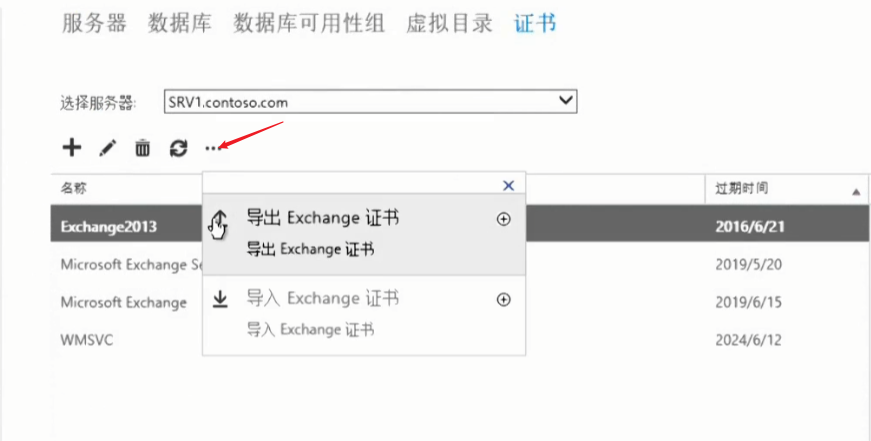 服务器 数据库 数据库可用性组 虚拟目录 证书
选择服务器: SRV1.contoso.com
名称 过期时间
导出 Exchange 证书
Exchange2013 2016/6/21
导出 Exchange 证书
Microsoft Exchange Se 2019/5/20
导入 Exchange 证书
Microsoft Exchange 2019/6/15
导入 Exchange 证书
WMSVC 2024/6/12